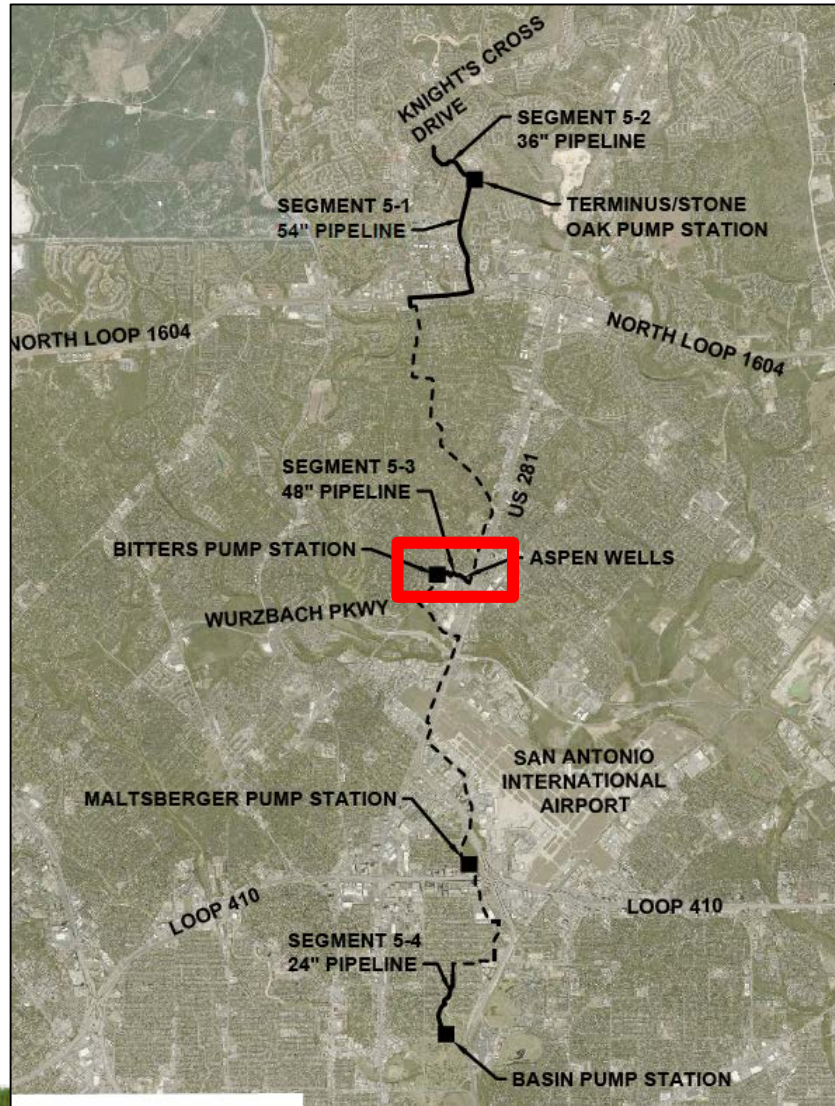 KNIGHT'S CROSS
DRIVE
SEGMENT 5-2
36" PIPELINE
SEGMENT 5-1
54" PIPELINE
TERMINUS/STONE
OAK PUMP STATION
NORTH LOOP 1604
NORTH LOOP 1604
SEGMENT 5-3
48" PIPELINE
US 281
BITTERS PUMP STATION
ASPEN WELLS
WURZBACH PKWY
SAN ANTONIO
INTERNATIONAL
AIRPORT
MALTSBERGER PUMP STATION
LOOP 410
LOOP 410
SEGMENT 5-4
24" PIPELINE
BASIN PUMP STATION